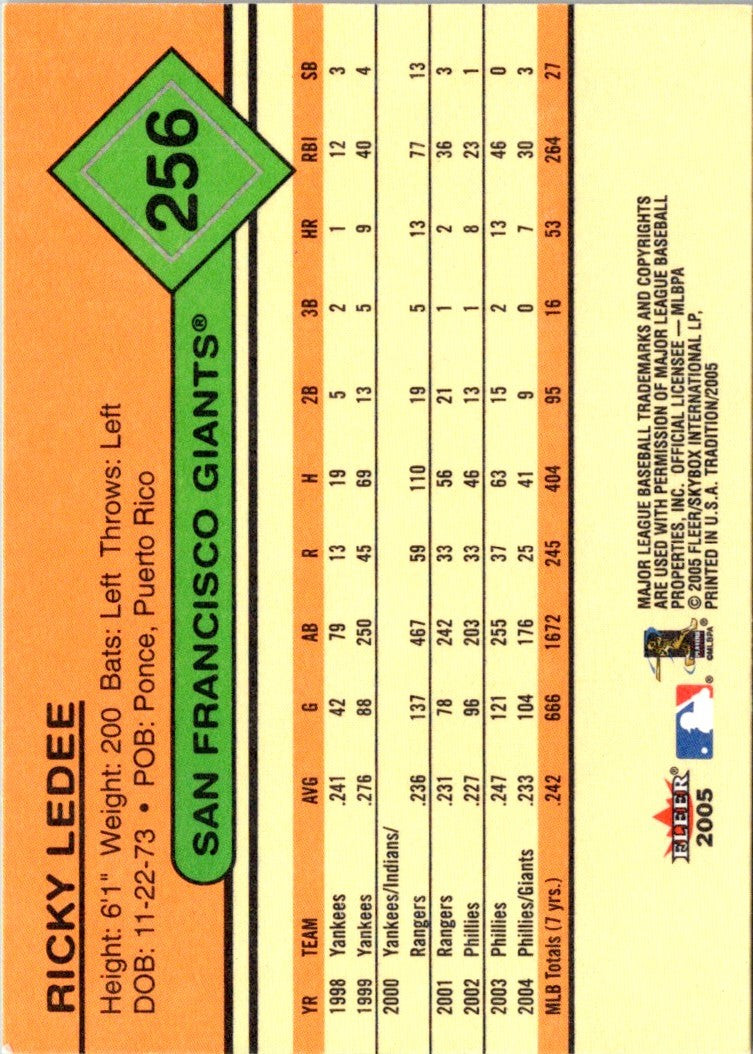 RICKY LEDEE
Height: 6'1" Weight: 200 Bats: Left Throws: Left
DOB: 11-22-73 • POB: Ponce, Puerto Rico
256
SAN FRANCISCO GIANTS®
YR TEAM AVG G AB R H 2B 3B HR RBI SB
1998 Yankees .241 42 79 13 19 5 2 1 12 3
1999 Yankees .276 88 250 45 69 13 5 9 40 4
2000 Yankees/Indians/
Rangers .236 137 467 59 110 19 5 13 77 13
2001 Rangers .231 78 242 33 56 21 1 2 36 3
2002 Phillies .227 96 203 33 46 13 1 8 23 1
2003 Phillies .247 121 255 37 63 15 2 13 46 0
2004 Phillies/Giants .233 104 176 25 41 9 0 7 30 3
MLB Totals (7 yrs.) .242 666 1672 245 404 95 16 53 264 27
FLEER®
2005
®
®
©MLBPA
MAJOR LEAGUE BASEBALL TRADEMARKS AND COPYRIGHTS
ARE USED WITH PERMISSION OF MAJOR LEAGUE BASEBALL
PROPERTIES, INC. OFFICIAL LICENSEE — MLBPA
© 2005 FLEER/SKYBOX INTERNATIONAL LP,
PRINTED IN U.S.A. TRADITION/2005